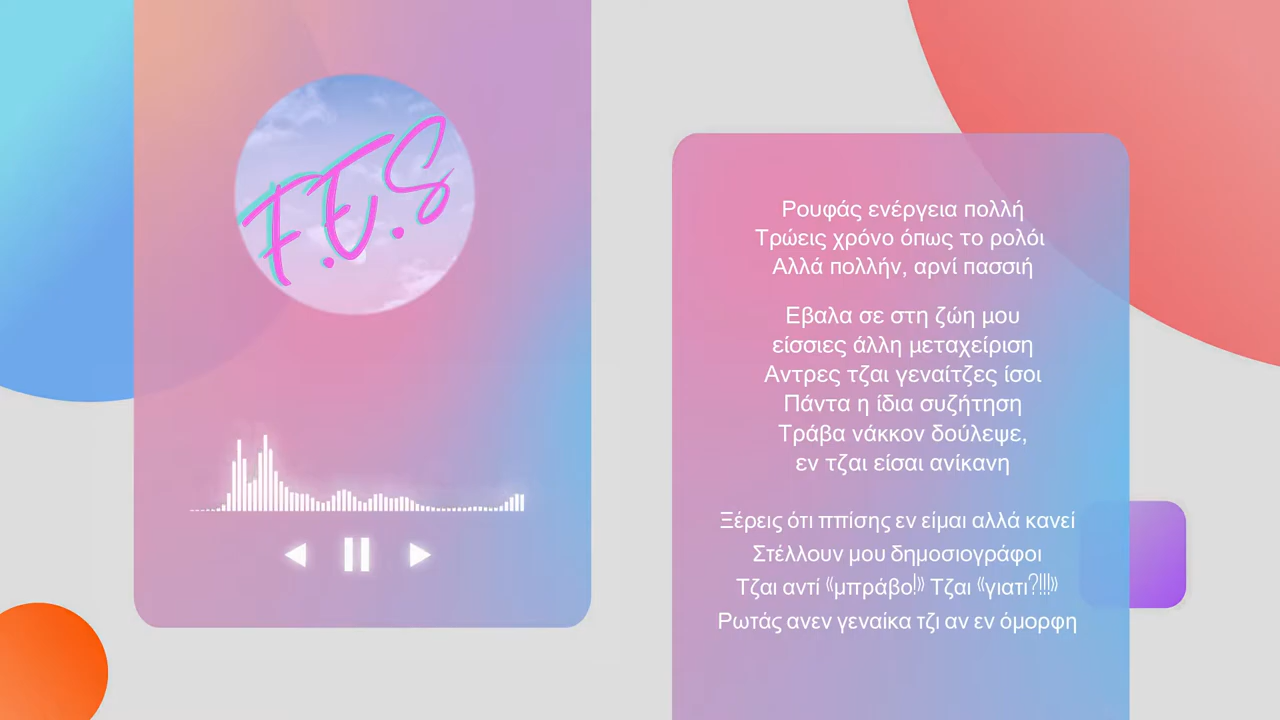 F.E.S
Ρουφάς ενέργεια πολλή
Τρώεις χρόνο όπως το ρολόι
Αλλά πολλήν, αρνί πασσιή
Εβαλα σε στη ζώη μου
είσσιες άλλη μεταχείριση
Αντρες τζαι γεναίτζες ίσοι
Πάντα η ίδια συζήτηση
Τράβα νάκκον δούλεψε,
εν τζαι είσαι ανίκανη
Ξέρεις ότι ππίσης εν είμαι αλλά κανεί
Στέλλουν μου δημοσιογράφοι
Τζαι αντί «μπράβο!» Τζαι «γιατι?!!!»
Ρωτάς ανεν γεναίκα τζι αν εν όμορφη